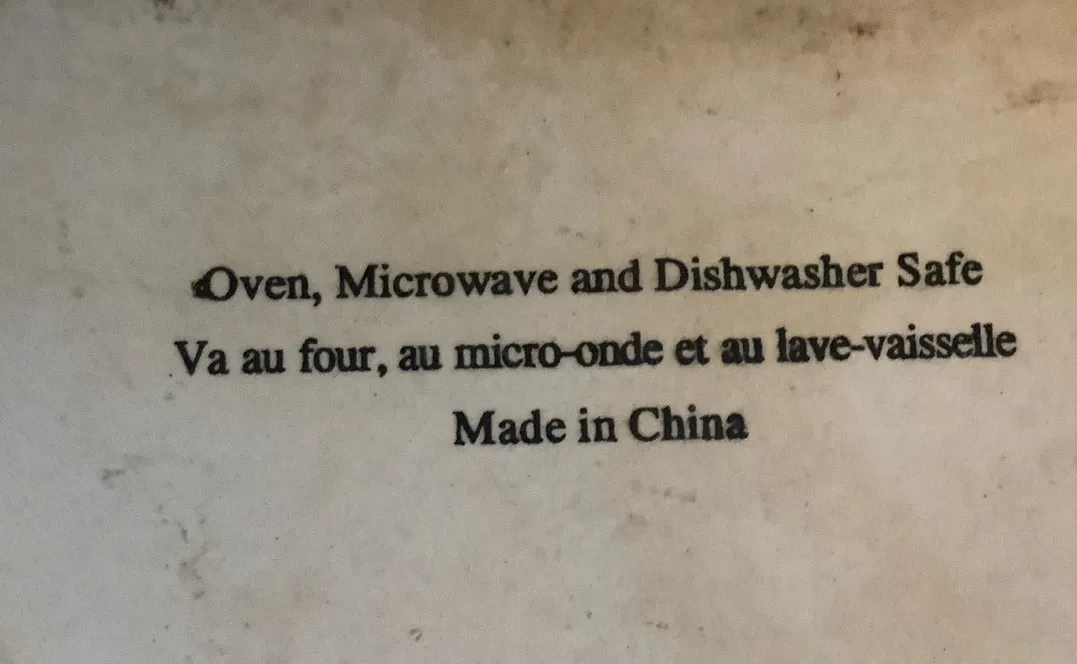 Oven, Microwave and Dishwasher Safe
Va au four, au micro-onde et au lave-vaisselle
Made in China